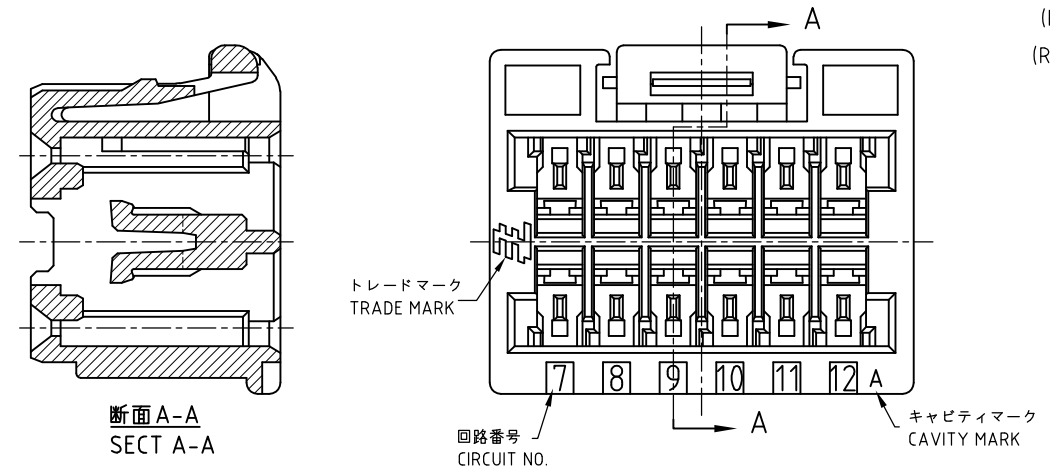 A
(R
トレードマーク
TRADE MARK
7 8 9 10 11 12 A
断面 A-A
SECT A-A
回路番号
CIRCUIT NO.
A
キャビティマーク
CAVITY MARK